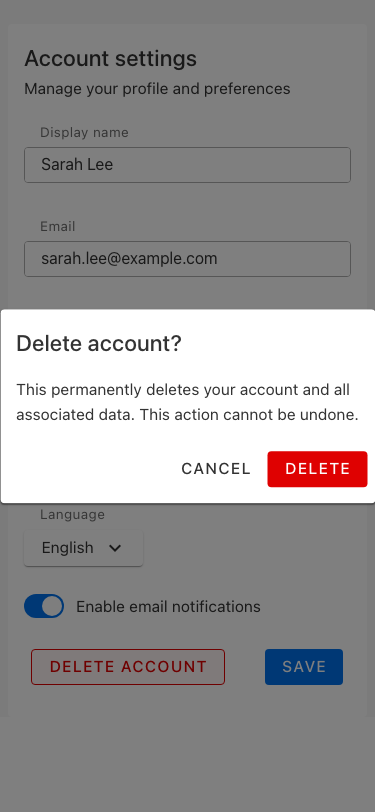 Account settings
Manage your profile and preferences
Display name
Sarah Lee
Email
sarah.lee@example.com
Delete account?
This permanently deletes your account and all
associated data. This action cannot be undone.
CANCEL DELETE
Language
English
Enable email notifications
DELETE ACCOUNT SAVE